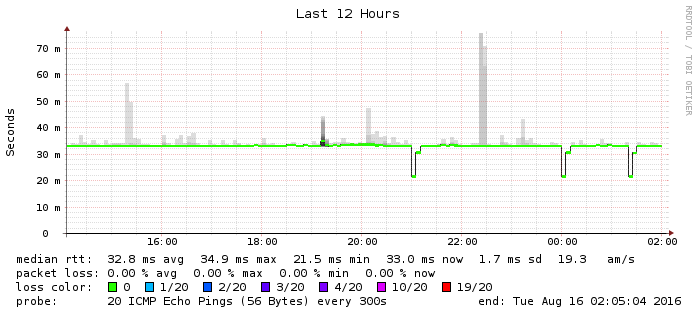 Last 12 Hours
RRDTOOL / TOBI OETIKER
Seconds
70 m
60 m
50 m
40 m
30 m
20 m
10 m
0
16:00 18:00 20:00 22:00 00:00 02:00
median rtt: 32.8 ms avg 34.9 ms max 21.5 ms min 33.0 ms now 1.7 ms sd 19.3 am/s
packet loss: 0.00 % avg 0.00 % max 0.00 % min 0.00 % now
loss color: 0 1/20 2/20 3/20 4/20 10/20 19/20
probe: 20 ICMP Echo Pings (56 Bytes) every 300s end: Tue Aug 16 02:05:04 2016